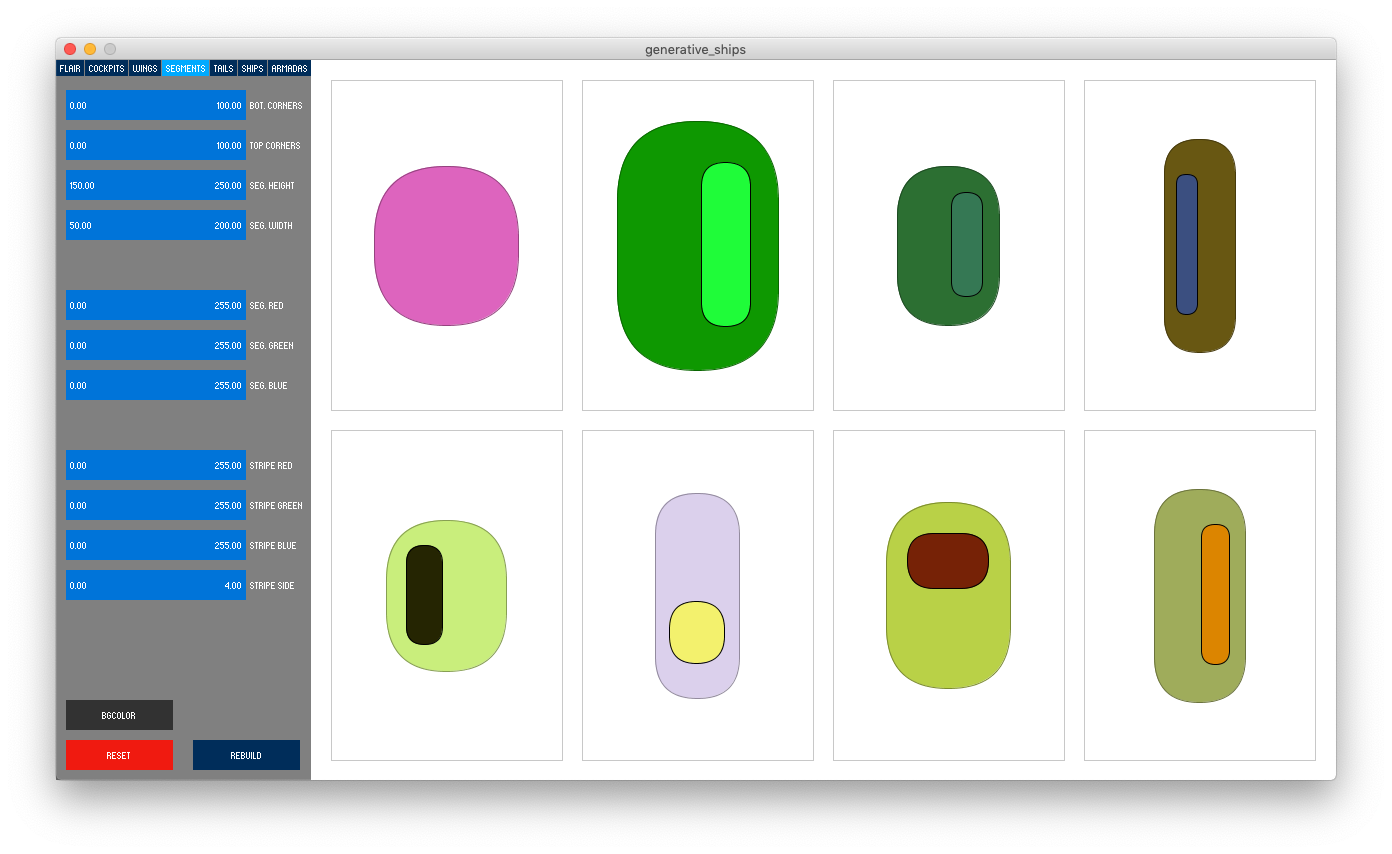 generative_ships
FLAIR COCKPITS WINGS SEGMENTS TAILS SHIPS ARMADAS
0.00 100.00 BOT. CORNERS
0.00 100.00 TOP CORNERS
150.00 250.00 SEG. HEIGHT
50.00 200.00 SEG. WIDTH
0.00 255.00 SEG. RED
0.00 255.00 SEG. GREEN
0.00 255.00 SEG. BLUE
0.00 255.00 STRIPE RED
0.00 255.00 STRIPE GREEN
0.00 255.00 STRIPE BLUE
0.00 4.00 STRIPE SIDE
BGCOLOR
RESET REBUILD